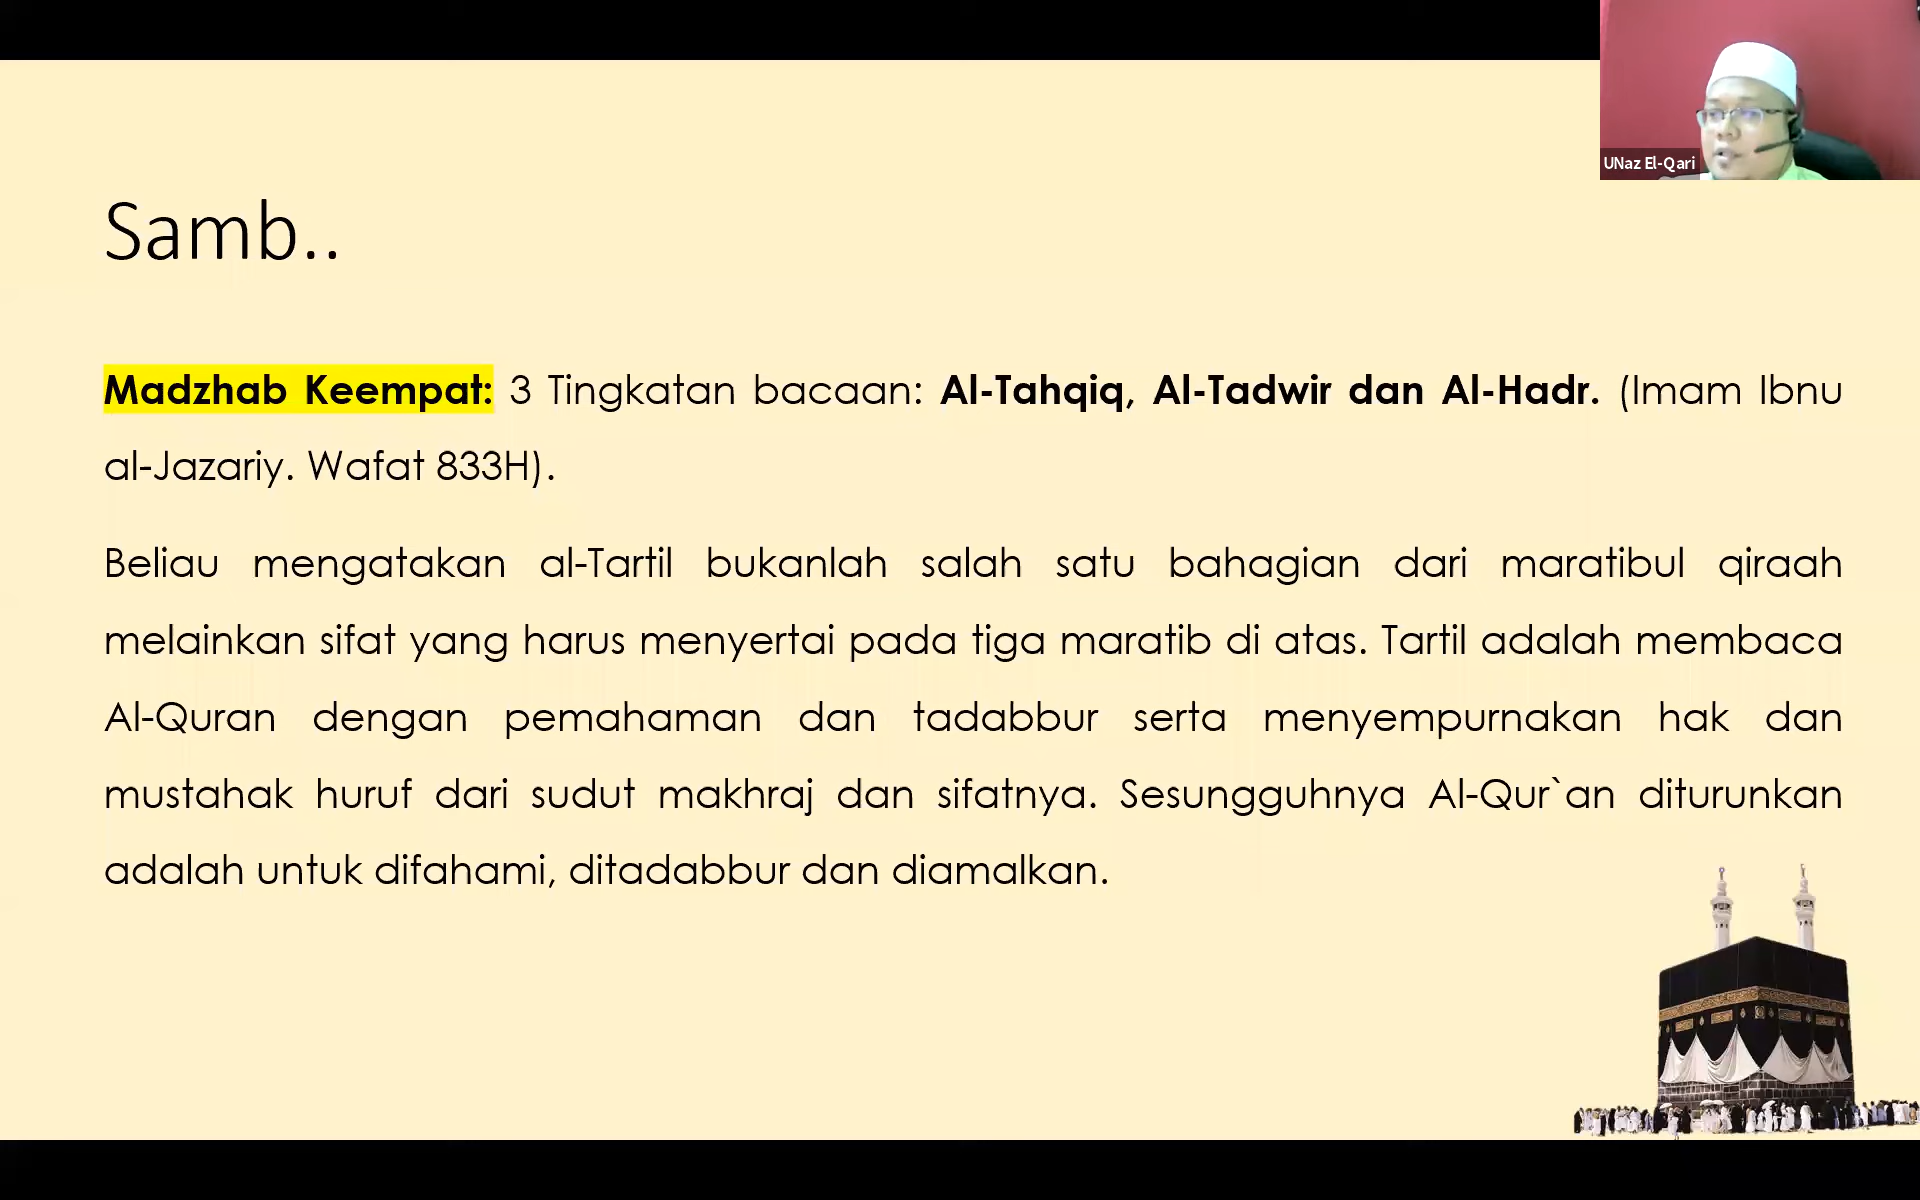 UNaz El-Qari
Samb..
Madzhab Keempat: 3 Tingkatan bacaan: Al-Tahqiq, Al-Tadwir dan Al-Hadr. (Imam Ibnu
al-Jazariy. Wafat 833H).
Beliau mengatakan al-Tartil bukanlah salah satu bahagian dari maratibul qiraah
melainkan sifat yang harus menyertai pada tiga maratib di atas. Tartil adalah membaca
Al-Quran dengan pemahaman dan tadabbur serta menyempurnakan hak dan
mustahak huruf dari sudut makhraj dan sifatnya. Sesungguhnya Al-Qur`an diturunkan
adalah untuk difahami, ditadabbur dan diamalkan.